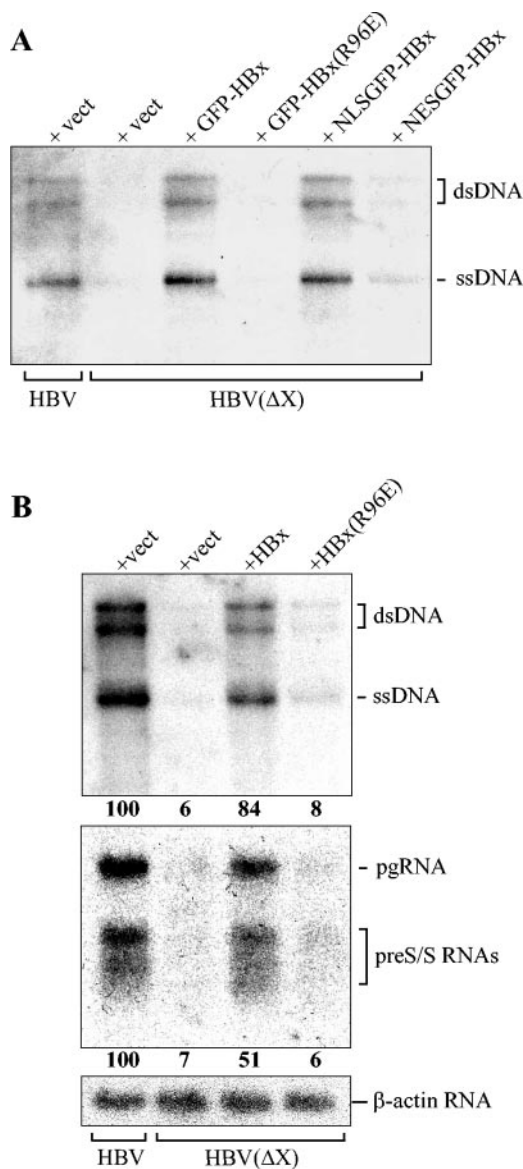 A
+ vect
+ vect
+ GFP-HBx
+ GFP-HBx(R96E)
+ NLSGFP-HBx
+ NESGFP-HBx
dsDNA
ssDNA
HBV
HBV(ΔX)
B
+vect
+vect
+HBx
+HBx(R96E)
dsDNA
ssDNA
100 6 84 8
pgRNA
preS/S RNAs
100 7 51 6
β-actin RNA
HBV
HBV(ΔX)